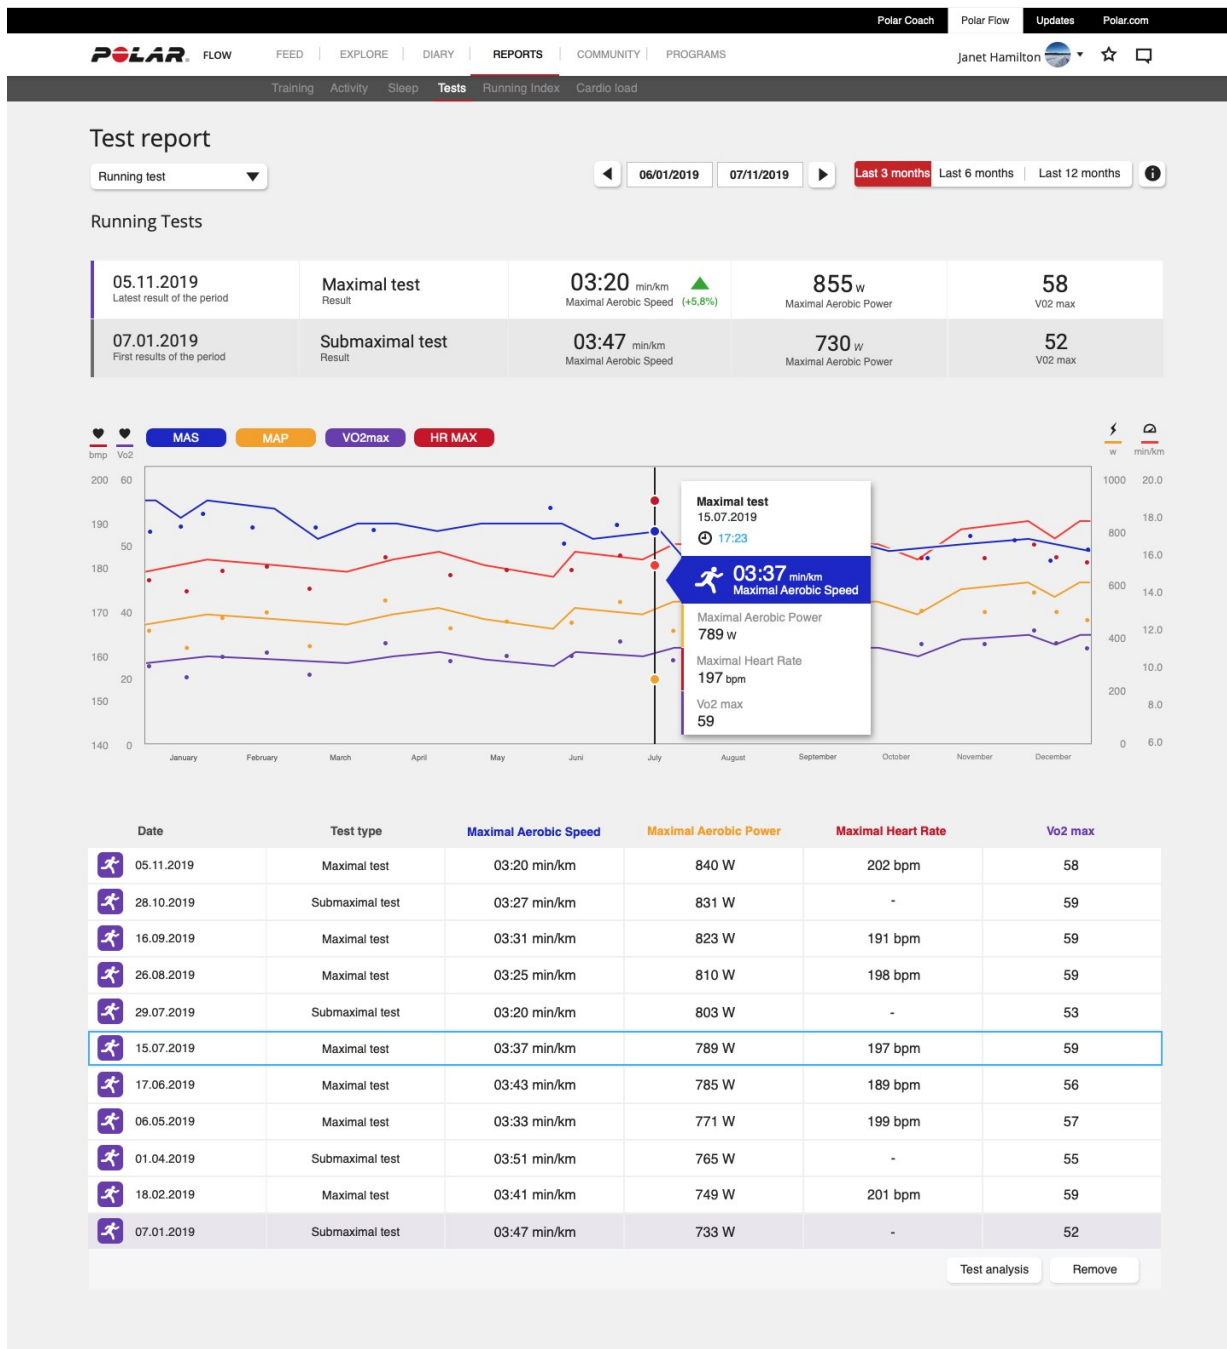 Polar Coach Polar Flow Updates Polar.com
POLAR FLOW FEED EXPLORE DIARY REPORTS COMMUNITY PROGRAMS Janet Hamilton
Training Activity Sleep Tests Running Index Cardio load
Test report
Running test 06/01/2019 07/11/2019 Last 3 months Last 6 months Last 12 months
Running Tests
05.11.2019 Maximal test 03:20 min/km 855 w 58
Latest result of the period Result Maximal Aerobic Speed (+5,8%) Maximal Aerobic Power V02 max
07.01.2019 Submaximal test 03:47 min/km 730 w 52
First results of the period Result Maximal Aerobic Speed Maximal Aerobic Power V02 max
MAS MAP VO2max HR MAX
bmp Vo2 w min/km
200 60 1000 20.0
190 18.0
800
50 16.0
180
600 14.0
170 40
12.0
400
160 10.0
20
200
150 8.0
140 0 0 6.0
Maximal test
15.07.2019
17:23
03:37 min/km
Maximal Aerobic Speed
Maximal Aerobic Power
789 w
Maximal Heart Rate
197 bpm
Vo2 max
59
January February March April May Juni July August September October November December
Date Test type Maximal Aerobic Speed Maximal Aerobic Power Maximal Heart Rate Vo2 max
05.11.2019 Maximal test 03:20 min/km 840 W 202 bpm 58
28.10.2019 Submaximal test 03:27 min/km 831 W - 59
16.09.2019 Maximal test 03:31 min/km 823 W 191 bpm 59
26.08.2019 Maximal test 03:25 min/km 810 W 198 bpm 59
29.07.2019 Submaximal test 03:20 min/km 803 W - 53
15.07.2019 Maximal test 03:37 min/km 789 W 197 bpm 59
17.06.2019 Maximal test 03:43 min/km 785 W 189 bpm 56
06.05.2019 Maximal test 03:33 min/km 771 W 199 bpm 57
01.04.2019 Submaximal test 03:51 min/km 765 W - 55
18.02.2019 Maximal test 03:41 min/km 749 W 201 bpm 59
07.01.2019 Submaximal test 03:47 min/km 733 W - 52
Test analysis Remove